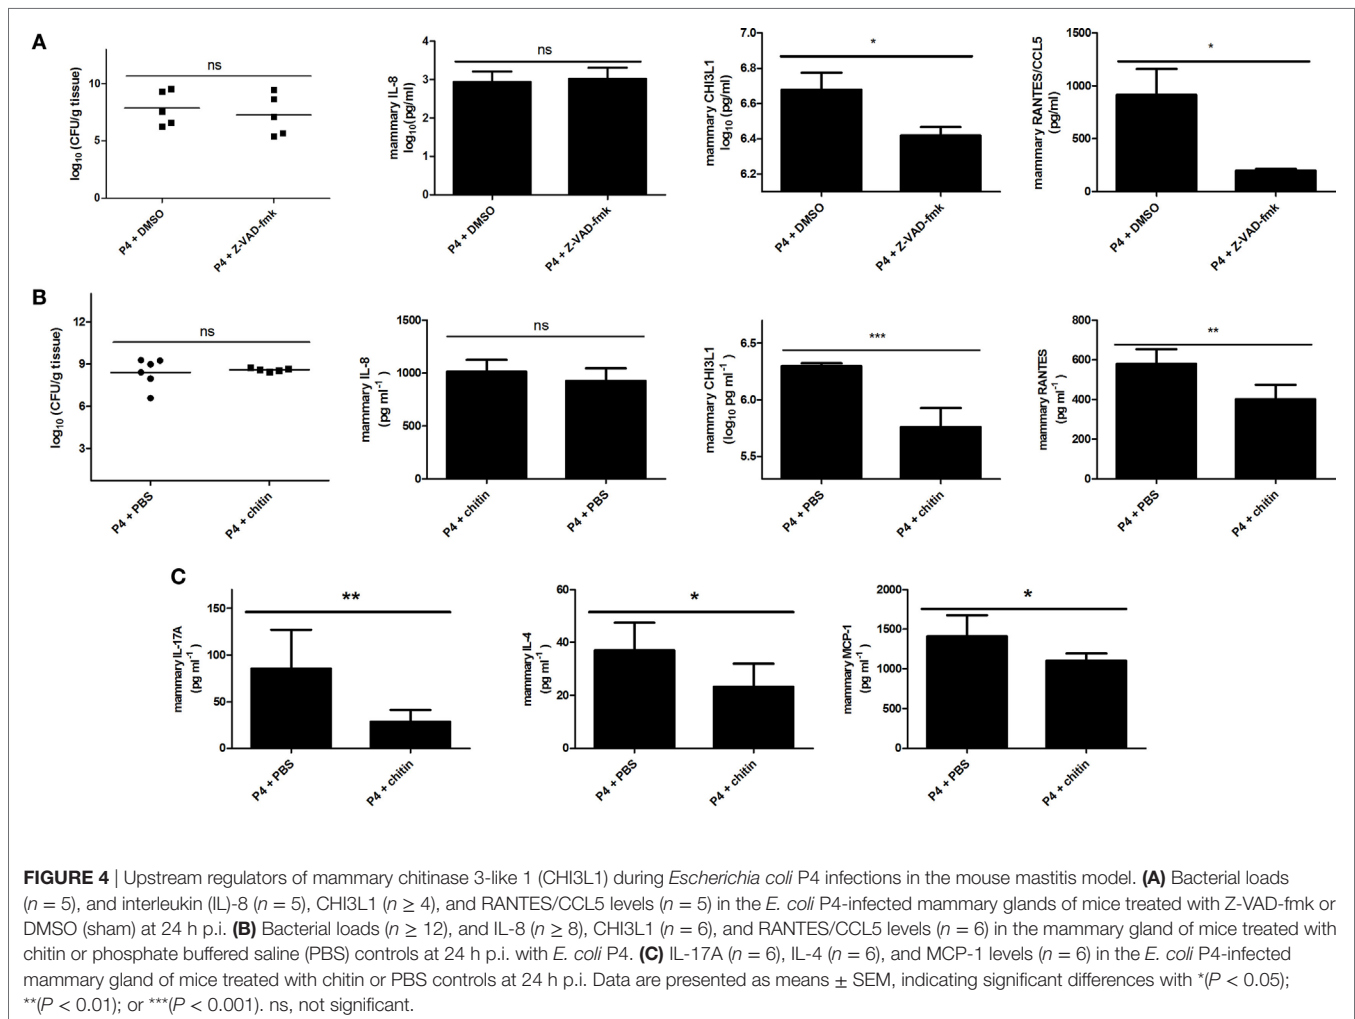 A
ns
log10 (CFU/g tissue)
10
5
0
P4 + DMSO
P4 + Z-VAD-fmk
mammary IL-8
log10(pg/ml)
ns
4
3
2
1
0
P4 + DMSO
P4 + Z-VAD-fmk
mammary CHI3L1
log10 (pg/ml)
*
7.0
6.8
6.6
6.4
6.2
P4 + DMSO
P4 + Z-VAD-fmk
mammary RANTES/CCL5
(pg/ml)
*
1500
1000
500
0
P4 + DMSO
P4 + Z-VAD-fmk
B
log10 (CFU/g tissue)
ns
12
9
6
3
P4 + PBS
P4 + chitin
mammary IL-8
(pg ml-1)
ns
1500
1000
500
0
P4 + chitin
P4 + PBS
mammary CHI3L1
(log10 pg ml-1)
***
6.5
6.0
5.5
P4 + PBS
P4 + chitin
mammary RANTES
(pg ml-1)
**
800
600
400
200
0
P4 + PBS
P4 + chitin
C
mammary IL-17A
(pg ml-1)
**
150
100
50
0
P4 + PBS
P4 + chitin
mammary IL-4
(pg ml-1)
*
60
40
20
0
P4 + PBS
P4 + chitin
mammary MCP-1
(pg ml-1)
*
2000
1500
1000
500
0
P4 + PBS
P4 + chitin
FIGURE 4 | Upstream regulators of mammary chitinase 3-like 1 (CHI3L1) during Escherichia coli P4 infections in the mouse mastitis model. (A) Bacterial loads
(n = 5), and interleukin (IL)-8 (n = 5), CHI3L1 (n ≥ 4), and RANTES/CCL5 levels (n = 5) in the E. coli P4-infected mammary glands of mice treated with Z-VAD-fmk or
DMSO (sham) at 24 h p.i. (B) Bacterial loads (n ≥ 12), and IL-8 (n ≥ 8), CHI3L1 (n = 6), and RANTES/CCL5 levels (n = 6) in the mammary gland of mice treated with
chitin or phosphate buffered saline (PBS) controls at 24 h p.i. with E. coli P4. (C) IL-17A (n = 6), IL-4 (n = 6), and MCP-1 levels (n = 6) in the E. coli P4-infected
mammary gland of mice treated with chitin or PBS controls at 24 h p.i. Data are presented as means ± SEM, indicating significant differences with *(P < 0.05);
**(P < 0.01); or ***(P < 0.001). ns, not significant.